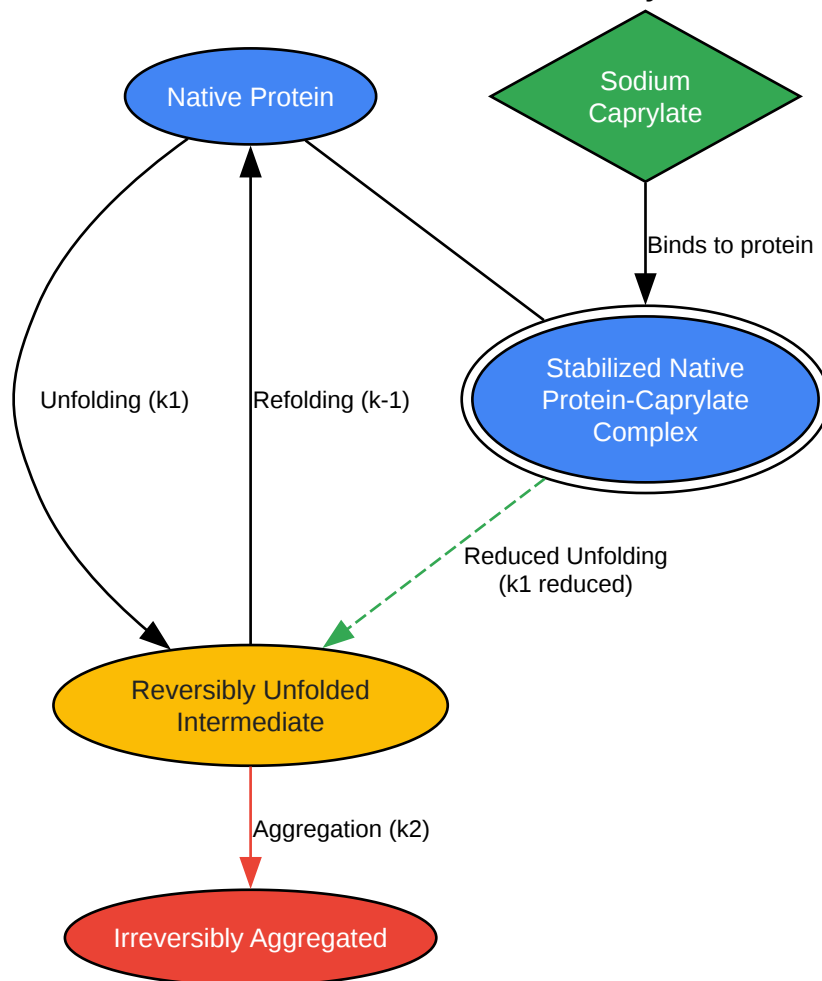 Native Protein
Sodium
Caprylate
Binds to protein
Stabilized Native
Protein-Caprylate
Complex
Unfolding (k1)
Refolding (k-1)
Reduced Unfolding
(k1 reduced)
Reversibly Unfolded
Intermediate
Aggregation (k2)
Irreversibly Aggregated